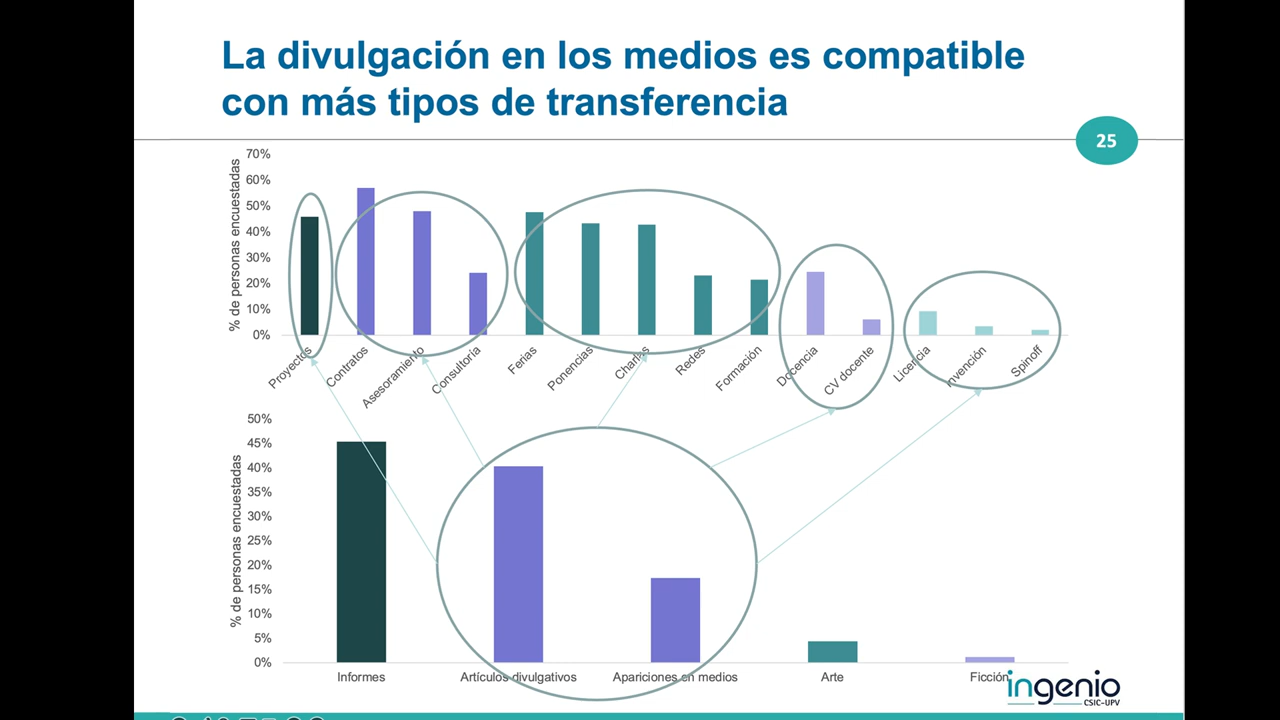 La divulgación en los medios es compatible
con más tipos de transferencia
25
% de personas encuestadas
70%
60%
50%
40%
30%
20%
10%
0%
Proyectos
Contratos
Asesoramiento
Consultoría
Ferias
Ponencias
Charlas
Redes
Formación
Docencia
CV docente
Licencia
Invención
Spinoff
% de personas encuestadas
50%
45%
40%
35%
30%
25%
20%
15%
10%
5%
0%
Informes
Artículos divulgativos
Apariciones en medios
Arte
Ficción
ingenio
CSIC-UPV